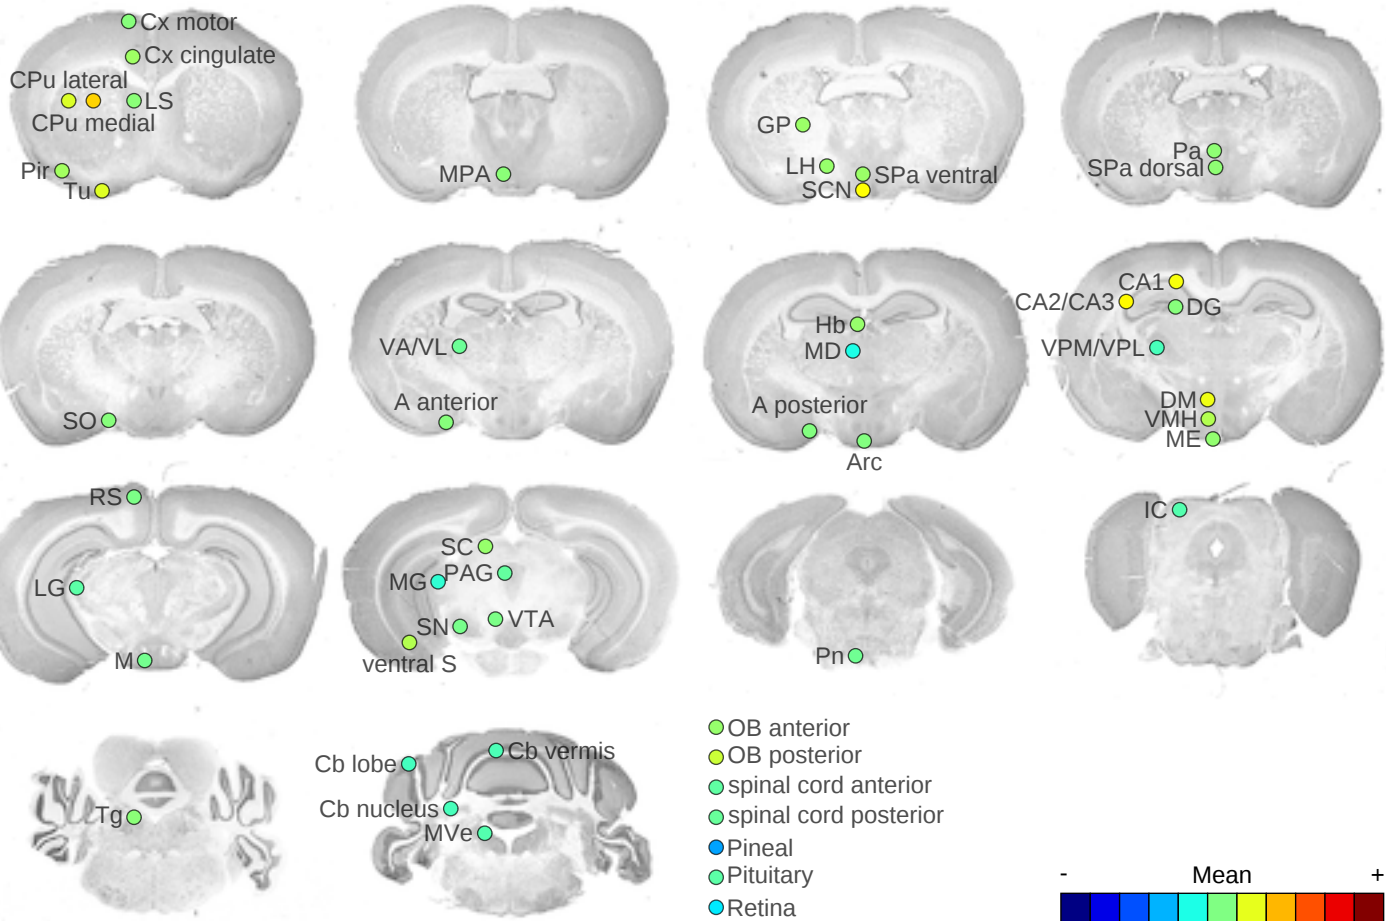 Cx motor
Cx cingulate
CPu lateral
LS
CPu medial
Pir
Tu
MPA
GP
LH
SPa ventral
SCN
Pa
SPa dorsal
SO
VA/VL
A anterior
Hb
MD
A posterior
Arc
CA1
CA2/CA3
DG
VPM/VPL
DM
VMH
ME
RS
LG
M
SC
MG
PAG
SN
VTA
ventral S
Pn
IC
Tg
Cb lobe
Cb vermis
Cb nucleus
MVe
OB anterior
OB posterior
spinal cord anterior
spinal cord posterior
Pineal
Pituitary
Retina
- Mean +